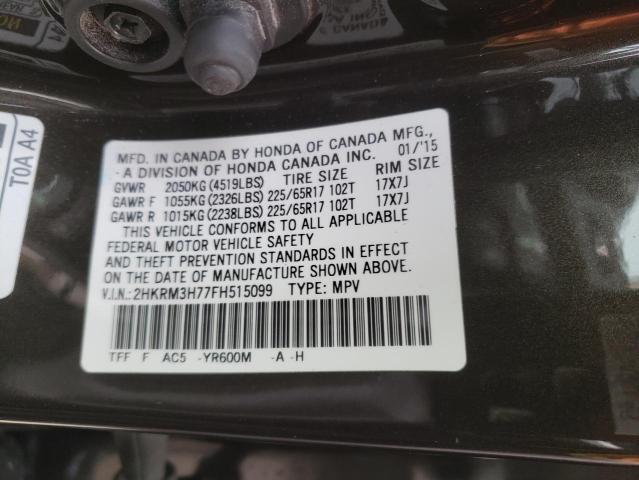 TOA A4
MFD. IN CANADA BY HONDA OF CANADA MFG.,
-A DIVISION OF HONDA CANADA INC. 01/'15
GVWR 2050KG (4519LBS) TIRE SIZE RIM SIZE
GAWR F 1055KG (2326LBS) 225/65R17 102T 17X7J
GAWR R 1015KG (2238LBS) 225/65R17 102T 17X7J
THIS VEHICLE CONFORMS TO ALL APPLICABLE
FEDERAL MOTOR VEHICLE SAFETY
AND THEFT PREVENTION STANDARDS IN EFFECT
ON THE DATE OF MANUFACTURE SHOWN ABOVE.
V.I.N.: 2HKRM3H77FH515099 TYPE: MPV
TFF F AC5 -YR600M -A -H